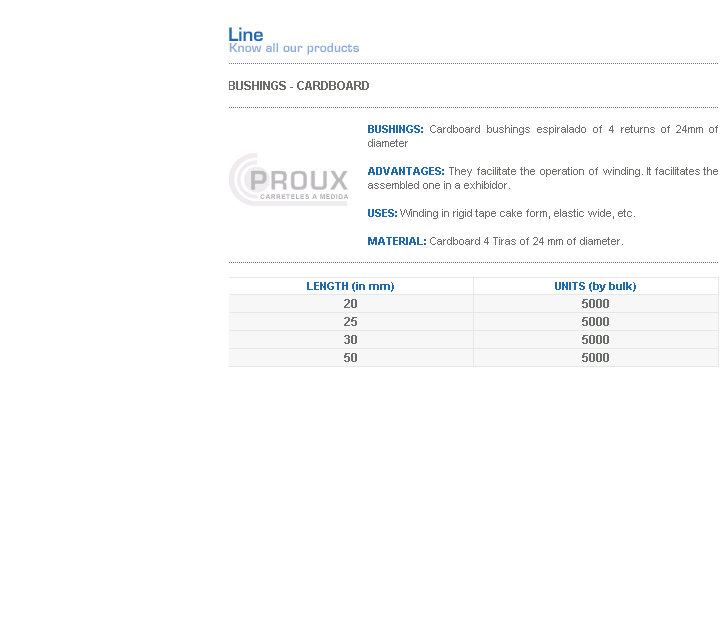 Line
Know all our products
BUSHINGS - CARDBOARD
BUSHINGS: Cardboard bushings espiralado of 4 returns of 24mm of
diameter
PROUX
CARRETELES A MEDIDA
ADVANTAGES: They facilitate the operation of winding. It facilitates the
assembled one in a exhibidor.
USES: Winding in rigid tape cake form, elastic wide, etc.
MATERIAL: Cardboard 4 Tiras of 24 mm of diameter.
LENGTH (in mm) UNITS (by bulk)
20 5000
25 5000
30 5000
50 5000